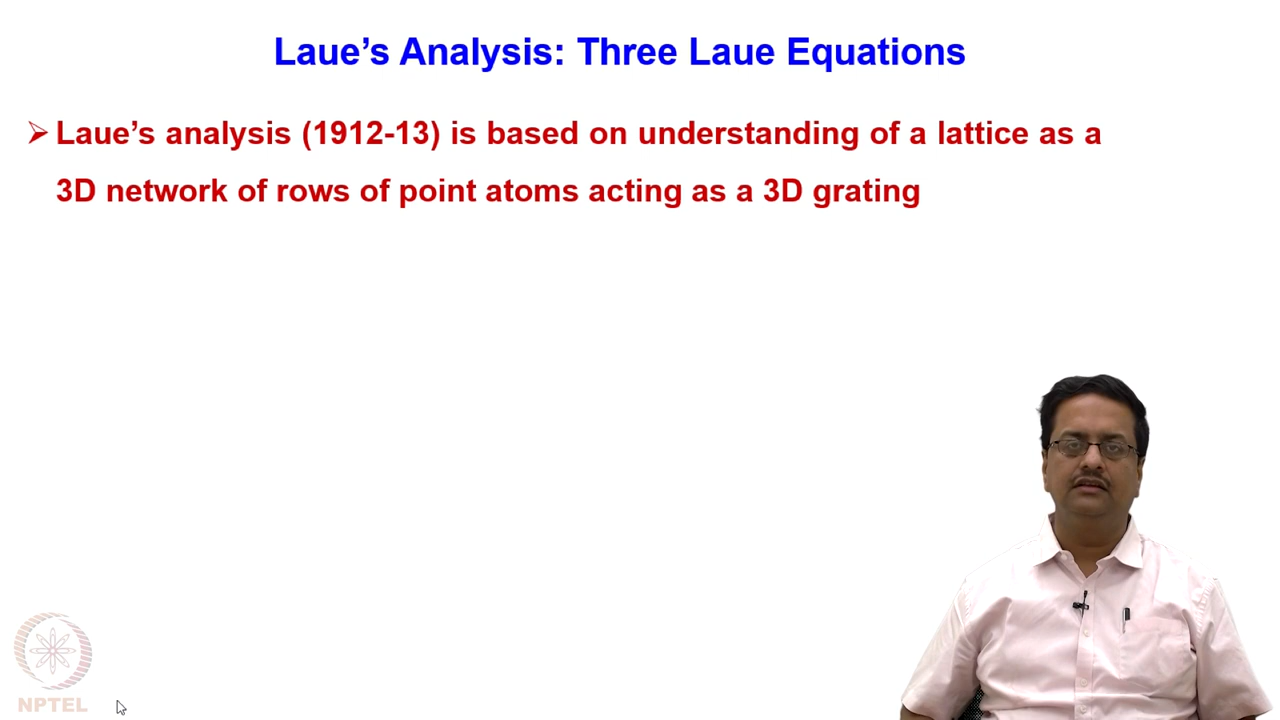 Laue’s Analysis: Three Laue Equations
➢ Laue’s analysis (1912-13) is based on understanding of a lattice as a
3D network of rows of point atoms acting as a 3D grating
NPTEL